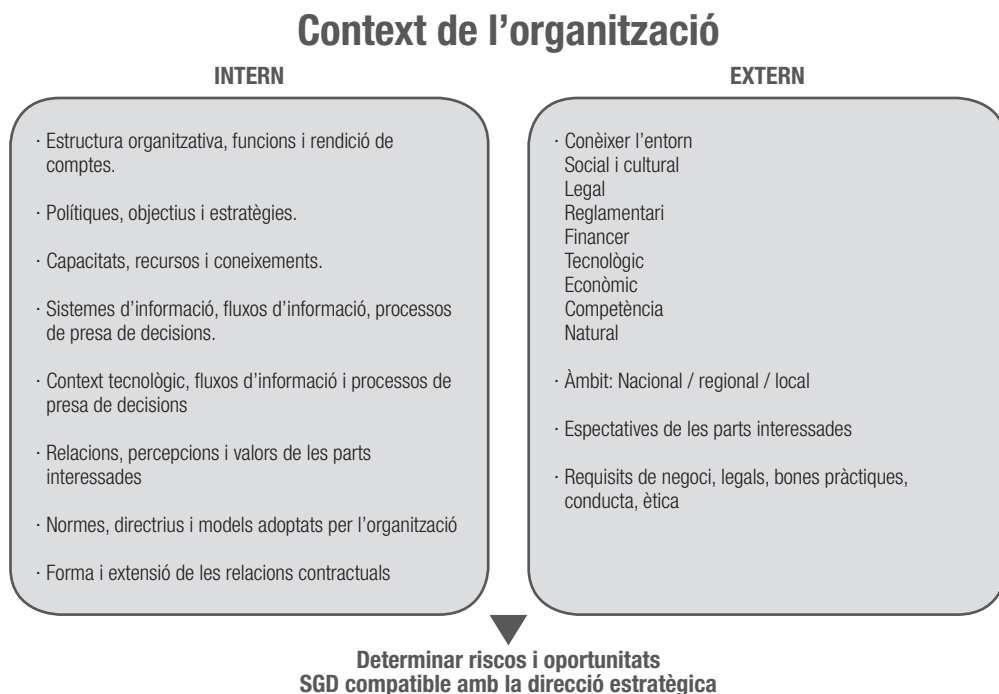 Context de l’organització
INTERN
· Estructura organitzativa, funcions i rendició de
comptes.
· Polítiques, objectius i estratègies.
· Capacitats, recursos i coneixements.
· Sistemes d’informació, fluxos d’informació, processos
de presa de decisions.
· Context tecnològic, fluxos d’informació i processos de
presa de decisions
· Relacions, percepcions i valors de les parts
interessades
· Normes, directrius i models adoptats per l’organització
· Forma i extensió de les relacions contractuals
EXTERN
· Conèixer l’entorn
Social i cultural
Legal
Reglamentari
Financer
Tecnològic
Econòmic
Competència
Natural
· Àmbit: Nacional / regional / local
· Espectatives de les parts interessades
· Requisits de negoci, legals, bones pràctiques,
conducta, ètica
Determinar riscos i oportunitats
SGD compatible amb la direcció estratègica